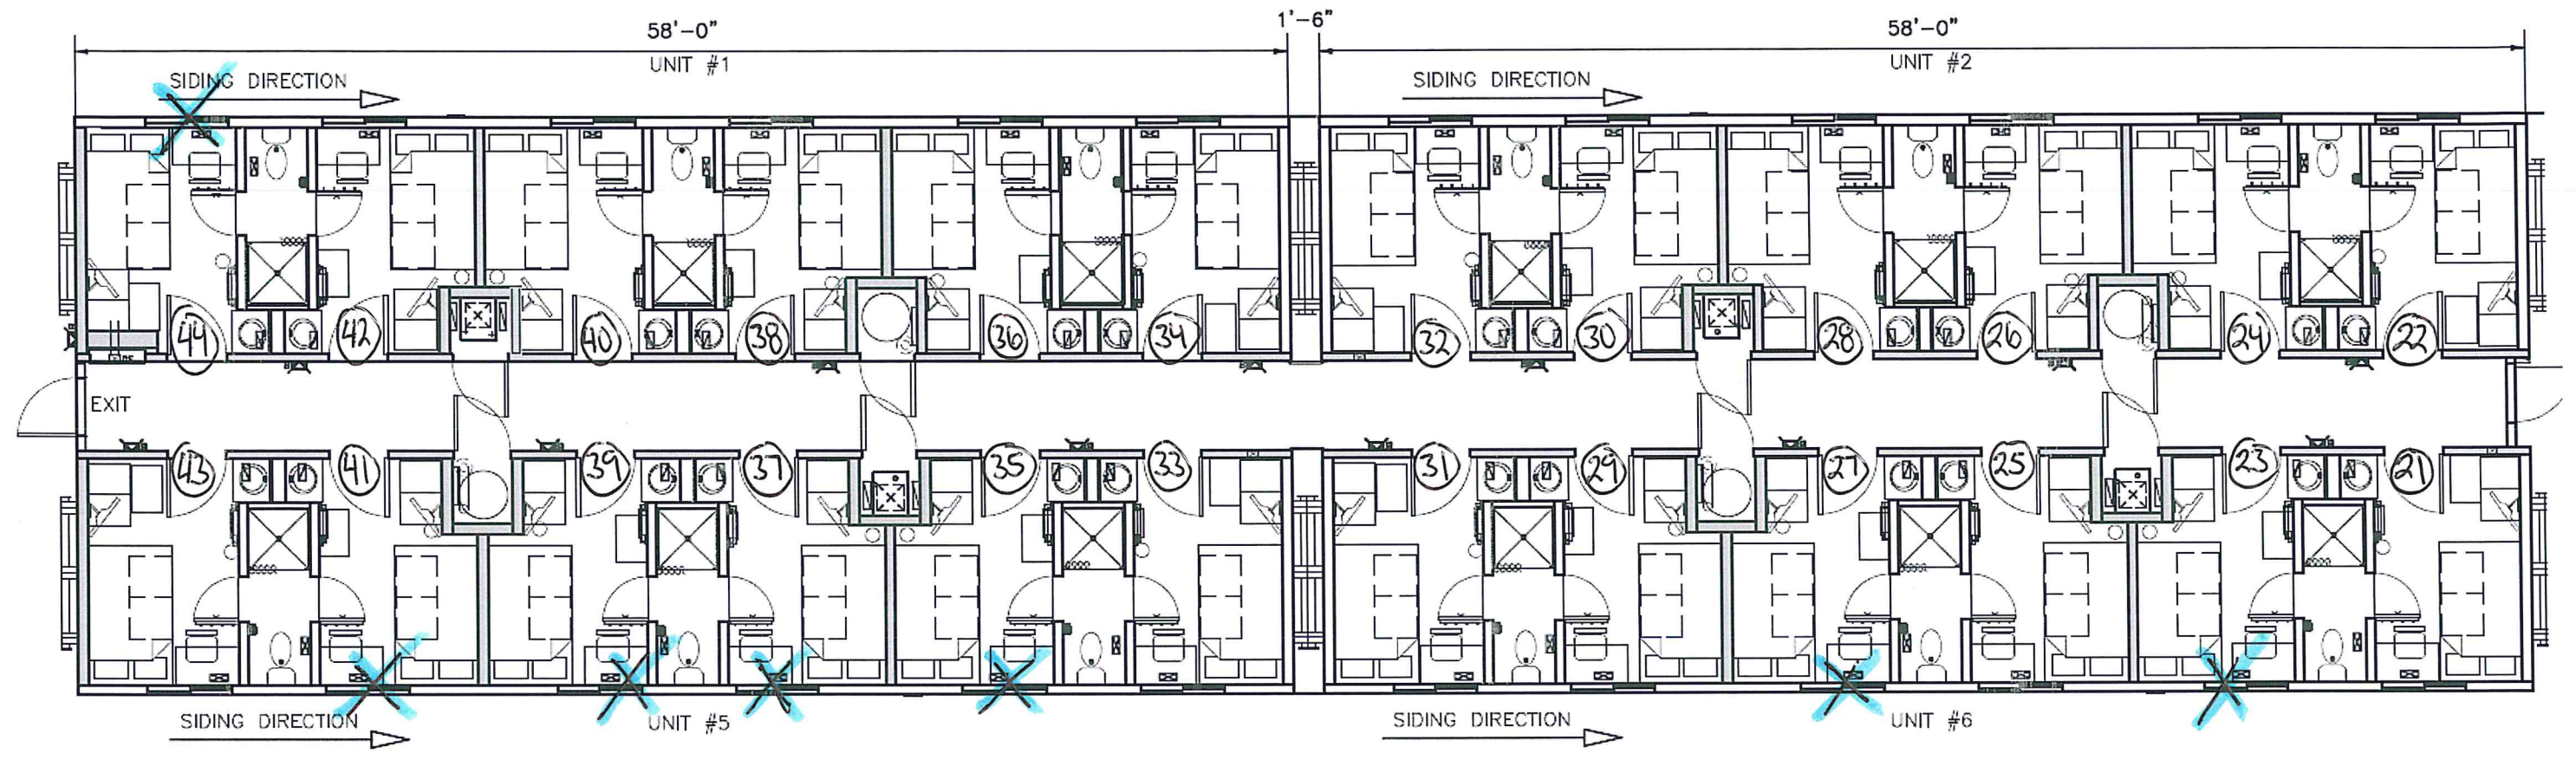 58'-0" 1'-6" 58'-0"
UNIT #1 UNIT #2
SIDING DIRECTION SIDING DIRECTION
44 42 40 38 36 34 32 30 28 26 24 22
EXIT
43 41 39 37 35 33 31 29 27 25 23 21
SIDING DIRECTION UNIT #5 SIDING DIRECTION UNIT #6